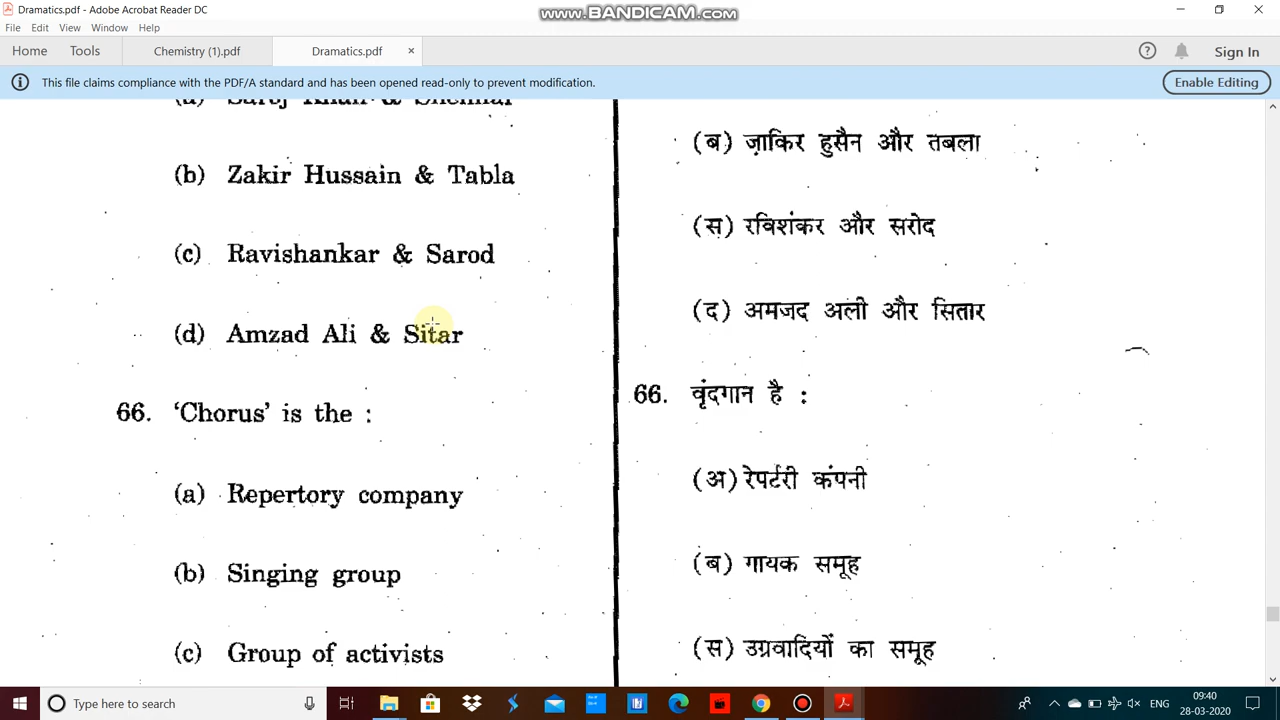 Dramatics.pdf - Adobe Acrobat Reader DC
WWW.BANDICAM.COM
File Edit View Window Help
Home Tools Chemistry (1).pdf Dramatics.pdf × Sign In
This file claims compliance with the PDF/A standard and has been opened read-only to prevent modification. Enable Editing
(b) Zakir Hussain & Tabla
(c) Ravishankar & Sarod
(d) Amzad Ali & Sitar
66. 'Chorus' is the :
(a) Repertory company
(b) Singing group
(c) Group of activists
(ब) ज़ाकिर हुसैन और तबला
(स) रविशंकर और सरोद
(द) अमजद अली और सितार
66. वृंदगान है :
(अ) रेपर्टरी कंपनी
(ब) गायक समूह
(स) उग्रवादियों का समूह
Type here to search
ENG
09:40
28-03-2020